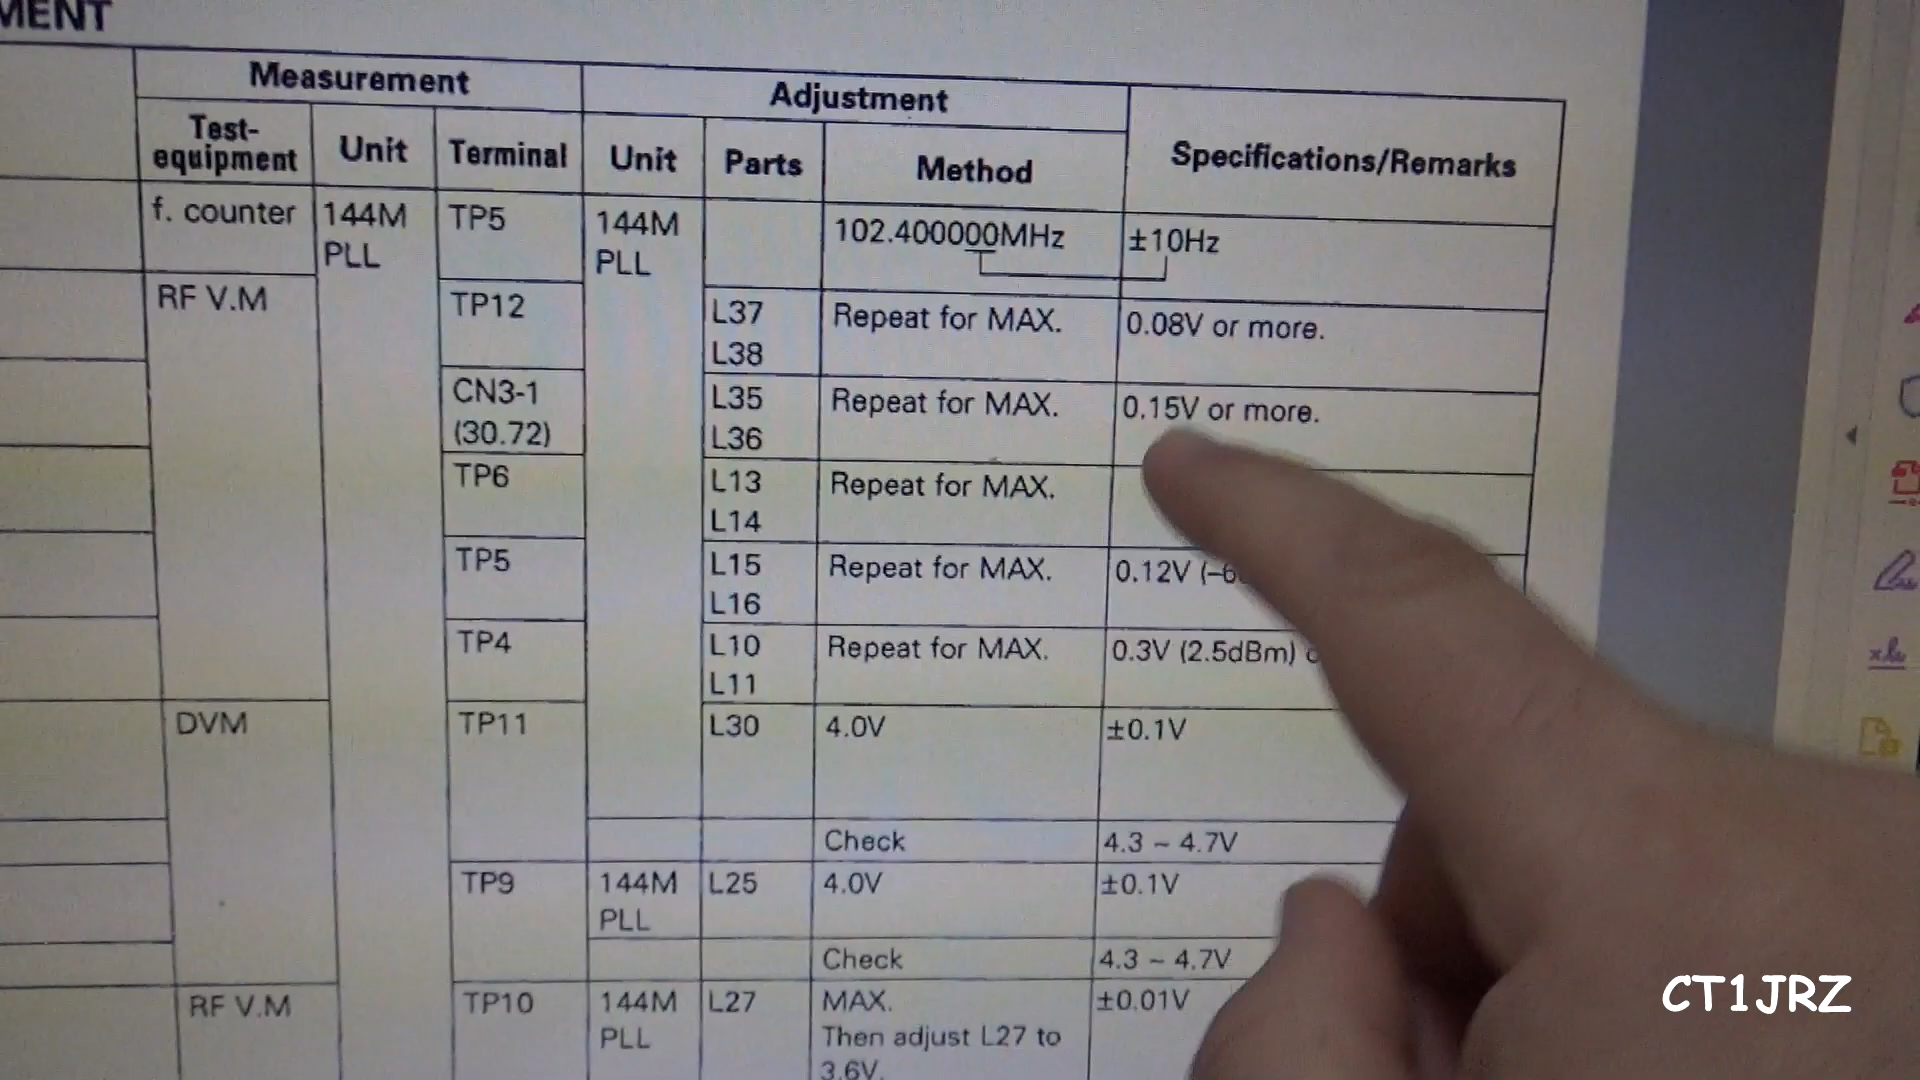 MENT
Measurement
Adjustment
Specifications/Remarks
Test-
equipment
Unit
Terminal
Unit
Parts
Method
f. counter
144M
PLL
TP5
144M
PLL
102.400000MHz
±10Hz
RF V.M
TP12
L37
L38
Repeat for MAX.
0.08V or more.
CN3-1
(30.72)
L35
L36
Repeat for MAX.
0.15V or more.
TP6
L13
L14
Repeat for MAX.
TP5
L15
L16
Repeat for MAX.
0.12V
TP4
L10
L11
Repeat for MAX.
0.3V (2.5dBm)
DVM
TP11
L30
4.0V
±0.1V
Check
4.3 ~ 4.7V
TP9
144M
PLL
L25
4.0V
±0.1V
Check
4.3 ~ 4.7V
RF V.M
TP10
144M
PLL
L27
MAX.
Then adjust L27 to
3.6V.
±0.01V
CT1JRZ